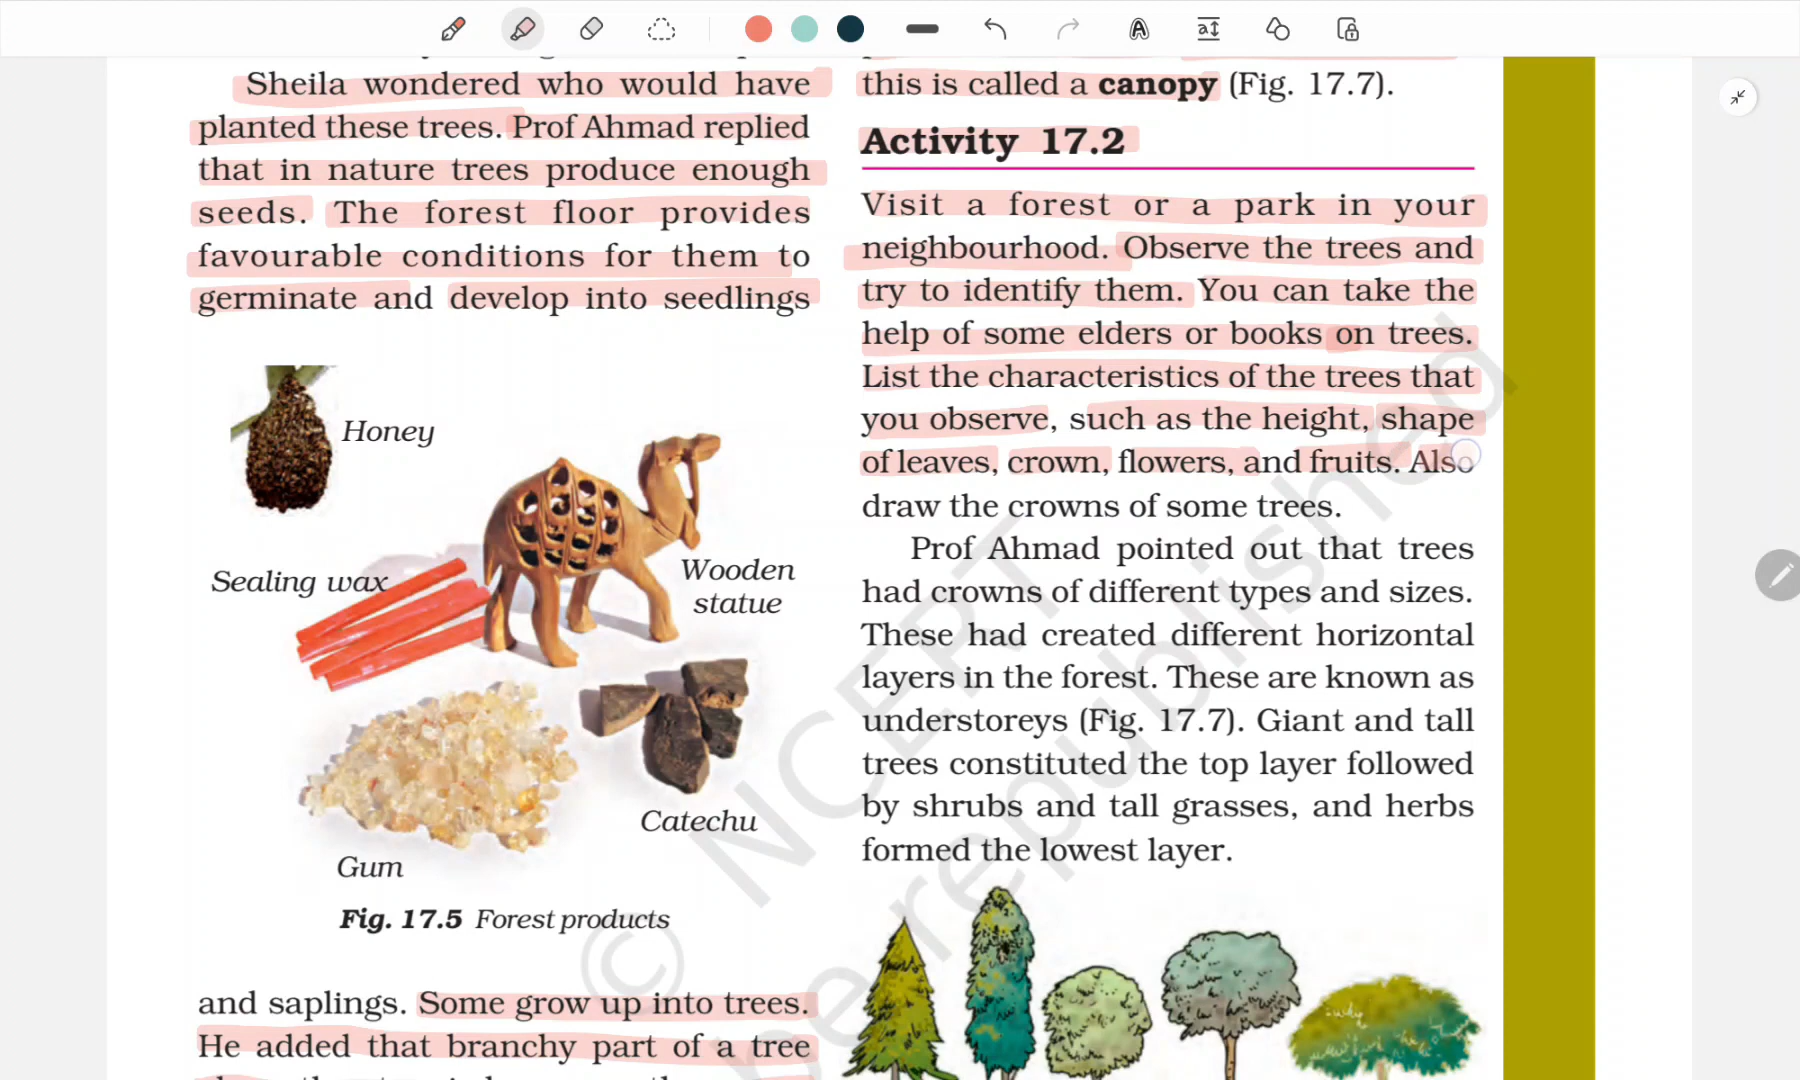 Sheila wondered who would have
planted these trees. Prof Ahmad replied
that in nature trees produce enough
seeds. The forest floor provides
favourable conditions for them to
germinate and develop into seedlings
Honey
Sealing wax
Wooden
statue
Catechu
Gum
Fig. 17.5 Forest products
and saplings. Some grow up into trees.
He added that branchy part of a tree
this is called a canopy (Fig. 17.7).
Activity 17.2
Visit a forest or a park in your
neighbourhood. Observe the trees and
try to identify them. You can take the
help of some elders or books on trees.
List the characteristics of the trees that
you observe, such as the height, shape
of leaves, crown, flowers, and fruits. Also
draw the crowns of some trees.
Prof Ahmad pointed out that trees
had crowns of different types and sizes.
These had created different horizontal
layers in the forest. These are known as
understoreys (Fig. 17.7). Giant and tall
trees constituted the top layer followed
by shrubs and tall grasses, and herbs
formed the lowest layer.
© NCERT
be republished